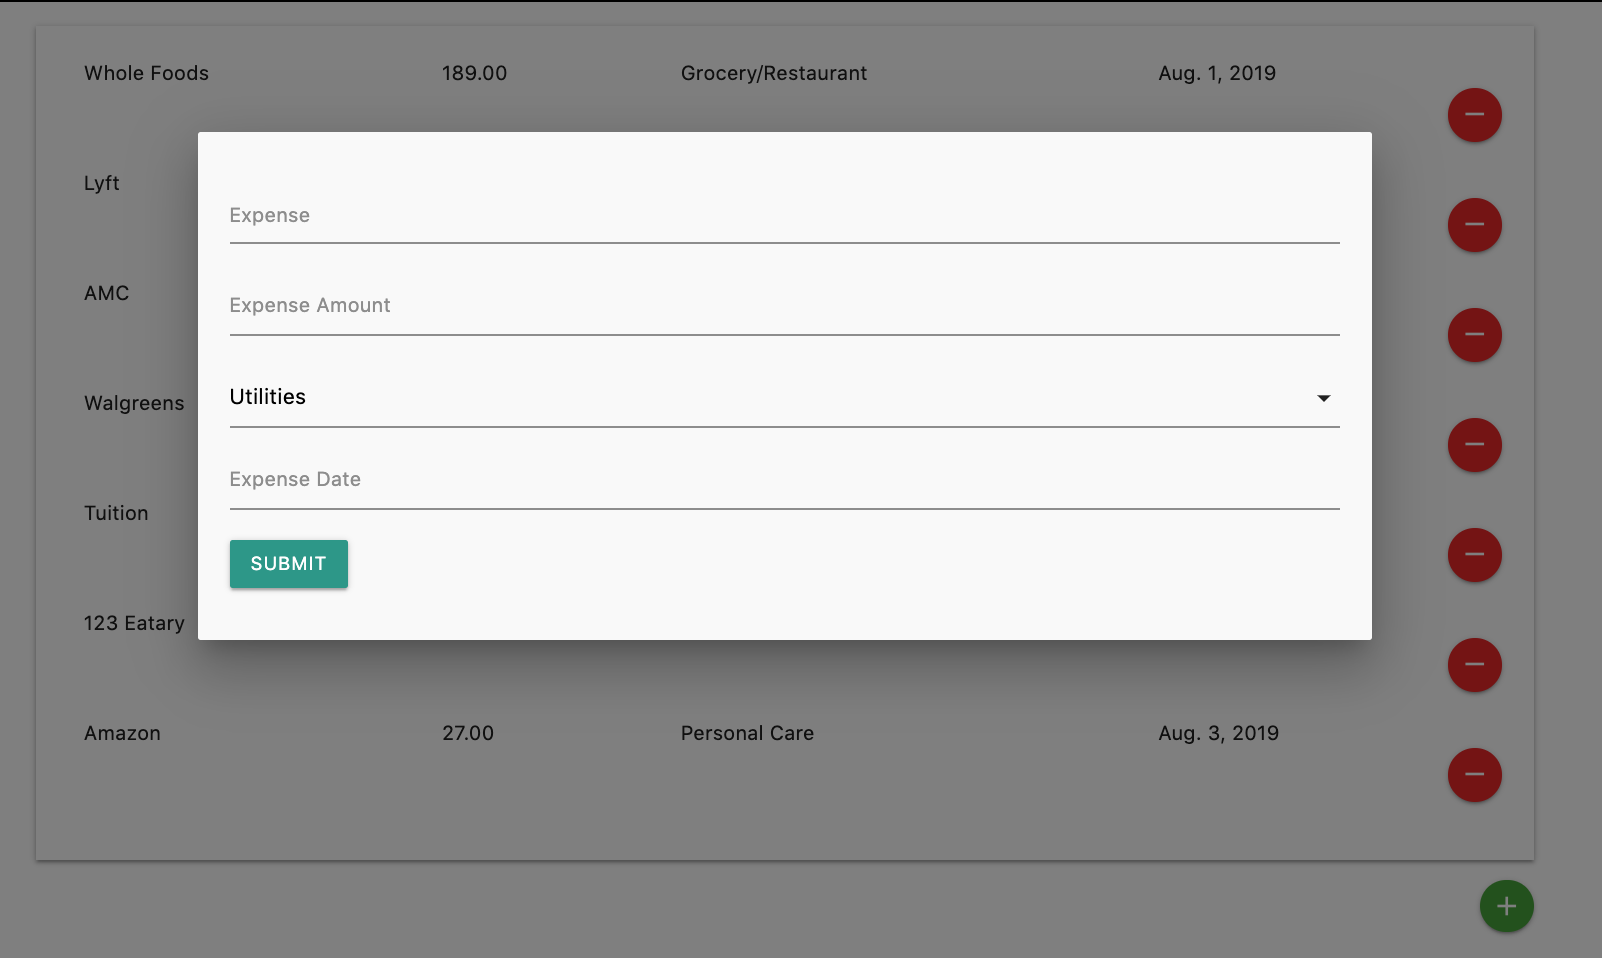 Whole Foods 189.00 Grocery/Restaurant Aug. 1, 2019
Lyft
Expense
AMC
Expense Amount
Walgreens
Utilities
Expense Date
Tuition
SUBMIT
123 Eatary
Amazon 27.00 Personal Care Aug. 3, 2019